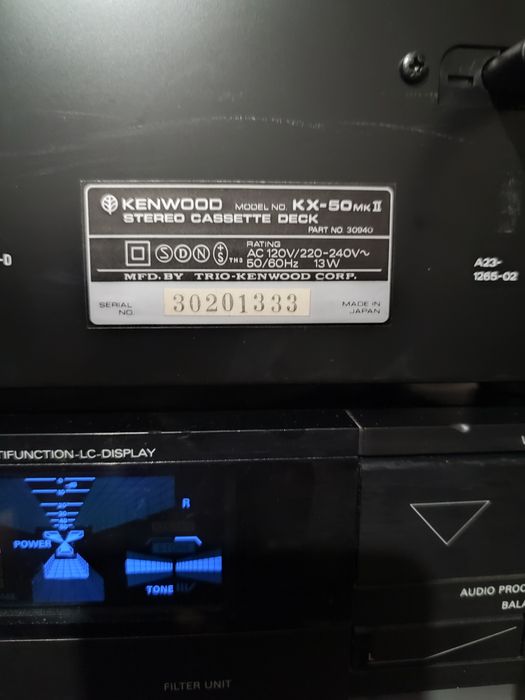 KENWOOD MODEL NO. KX-50MKII
STEREO CASSETTE DECK
PART NO 30940
RATING
SDN+S TH3 AC 120V/220-240V~
50/60Hz 13W
MFD. BY TRIO-KENWOOD CORP.
SERIAL NO. 30201333 MADE IN JAPAN
-D
A23-
1265-02
TIFUNCTION-LC-DISPLAY
R
POWER
TONE
AUDIO PROC
BALA
FILTER UNIT